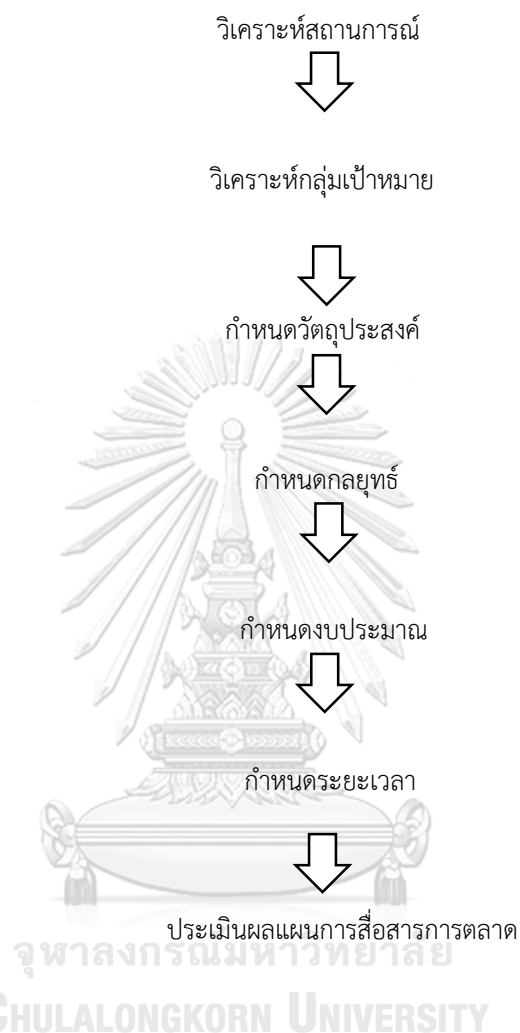 วิเคราะห์สถานการณ์
วิเคราะห์กลุ่มเป้าหมาย
กำหนดวัตถุประสงค์
กำหนดกลยุทธ์
กำหนดงบประมาณ
กำหนดระยะเวลา
ประเมินผลแผนการสื่อสารการตลาด
จุฬาลงกรณ์มหาวิทยาลัย
CHULALONGKORN UNIVERSITY